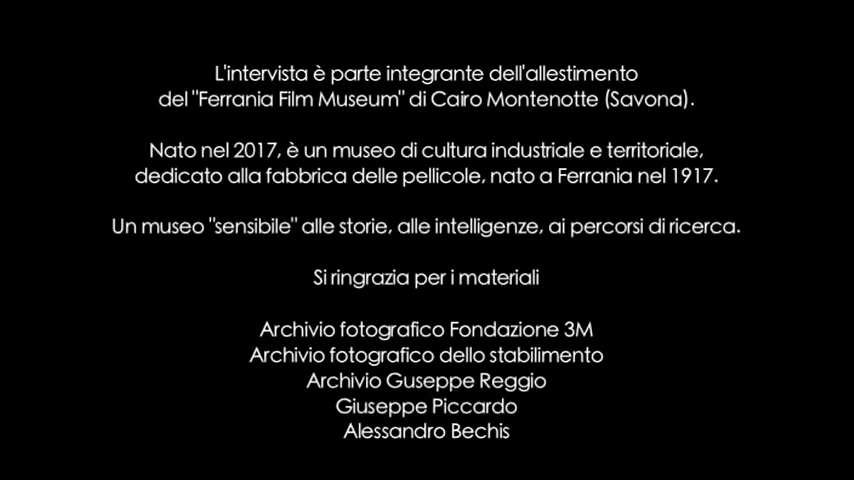 L'intervista è parte integrante dell'allestimento
del "Ferrania Film Museum" di Cairo Montenotte (Savona).
Nato nel 2017, è un museo di cultura industriale e territoriale,
dedicato alla fabbrica delle pellicole, nato a Ferrania nel 1917.
Un museo "sensibile" alle storie, alle intelligenze, ai percorsi di ricerca.
Si ringrazia per i materiali
Archivio fotografico Fondazione 3M
Archivio fotografico dello stabilimento
Archivio Guseppe Reggio
Giuseppe Piccardo
Alessandro Bechis